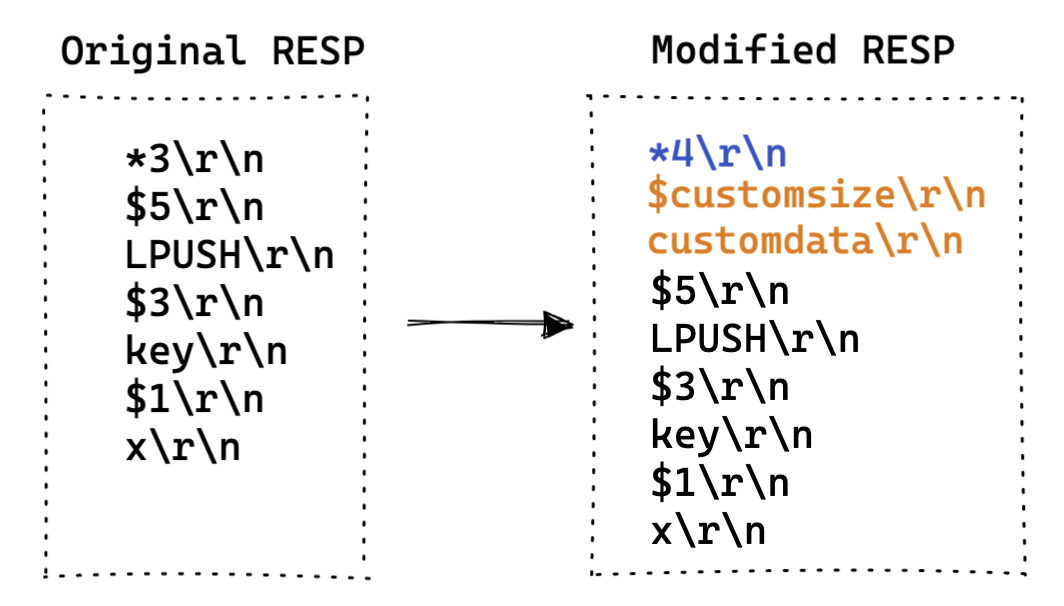 Original RESP
*3\r\n
$5\r\n
LPUSH\r\n
$3\r\n
key\r\n
$1\r\n
x\r\n
Modified RESP
*4\r\n
$customsize\r\n
customdata\r\n
$5\r\n
LPUSH\r\n
$3\r\n
key\r\n
$1\r\n
x\r\n